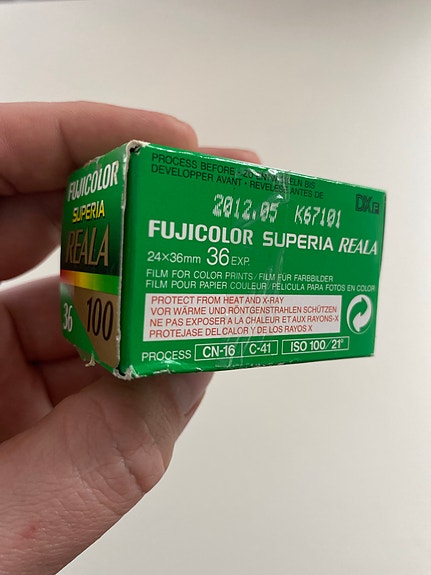 FUJICOLOR
SUPERIA
REALA
36
100
PROCESS BEFORE · ZU ENTWICKELN BIS
DEVELOPPER AVANT · REVELESE ANTES DE
2012.05 K67101
DX
FUJICOLOR SUPERIA REALA
24×36mm 36 EXP.
FILM FOR COLOR PRINTS / FILM FÜR FARBBILDER
FILM POUR PAPIER COULEUR / PELICULA PARA FOTOS EN COLOR
PROTECT FROM HEAT AND X-RAY
VOR WÄRME UND RÖNTGENSTRAHLEN SCHÜTZEN
NE PAS EXPOSER A LA CHALEUR ET AUX RAYONS-X
PROTEJASE DEL CALOR Y DE LOS RAYOS X
PROCESS CN-16 C-41 ISO 100/21°